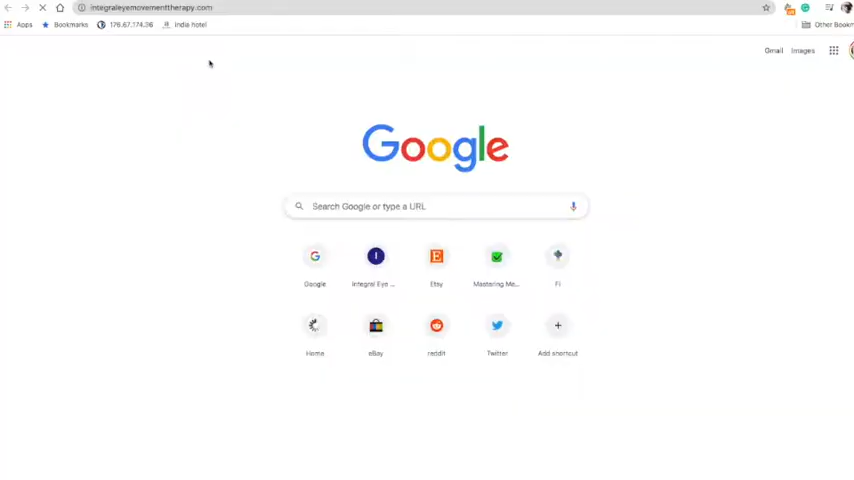 integraleyemovementtherapy.com
Apps Bookmarks 176.67.174.36 india hotel Other Bookm
Gmail Images
Google
Search Google or type a URL
Google Integral Eye ... Etsy Mastering Me... Fi
Home eBay reddit Twitter Add shortcut